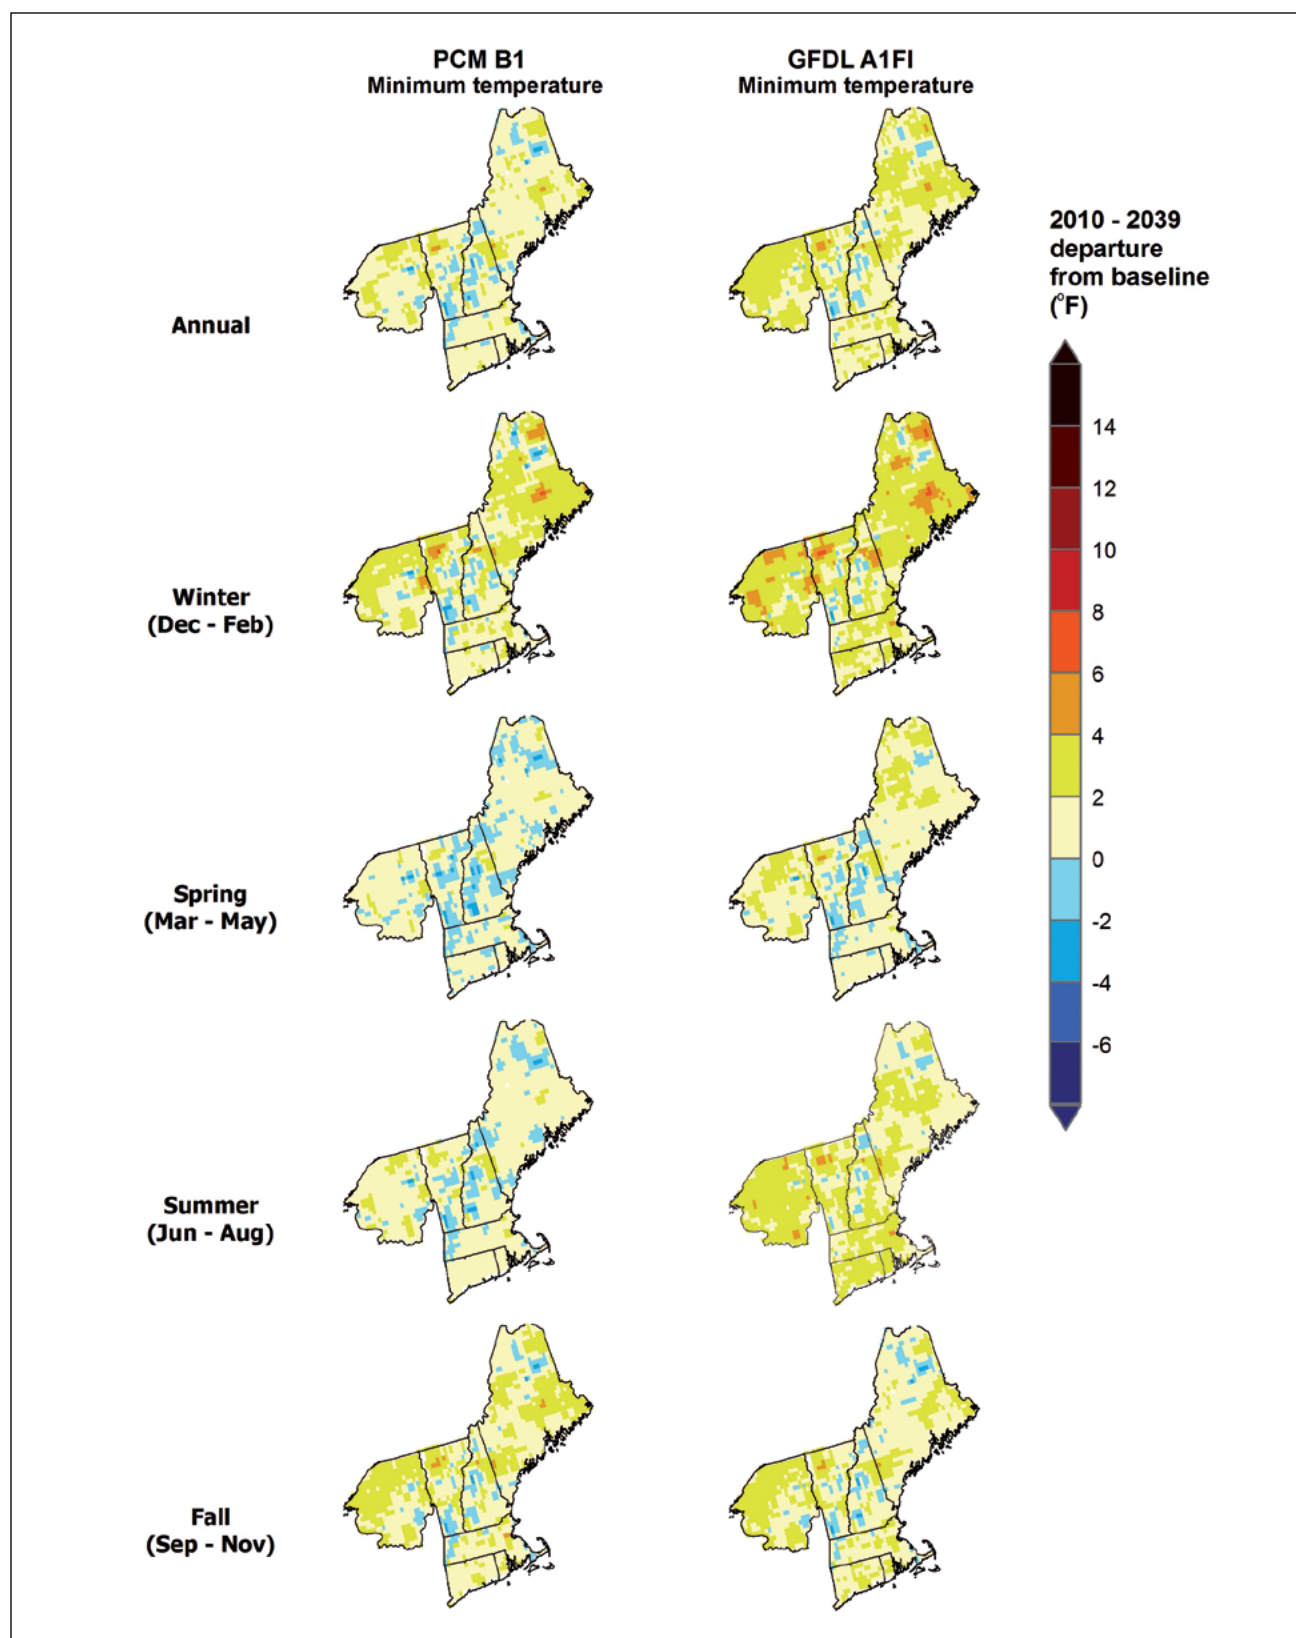 PCM B1
Minimum temperature
GFDL A1FI
Minimum temperature
2010 - 2039
departure
from baseline
(°F)
Annual
14
12
10
8
6
4
2
0
-2
-4
-6
Winter
(Dec - Feb)
Spring
(Mar - May)
Summer
(Jun - Aug)
Fall
(Sep - Nov)